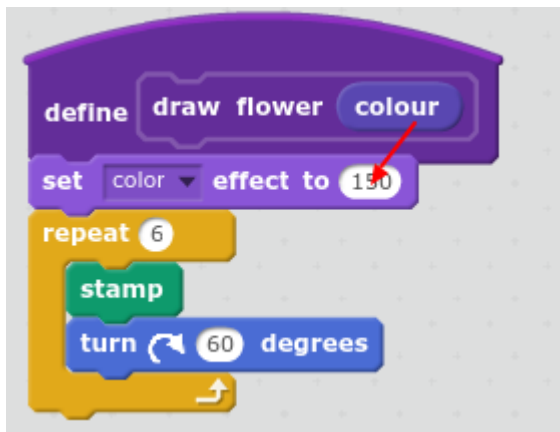 define draw flower colour
set color effect to 150
repeat 6
stamp
turn 60 degrees